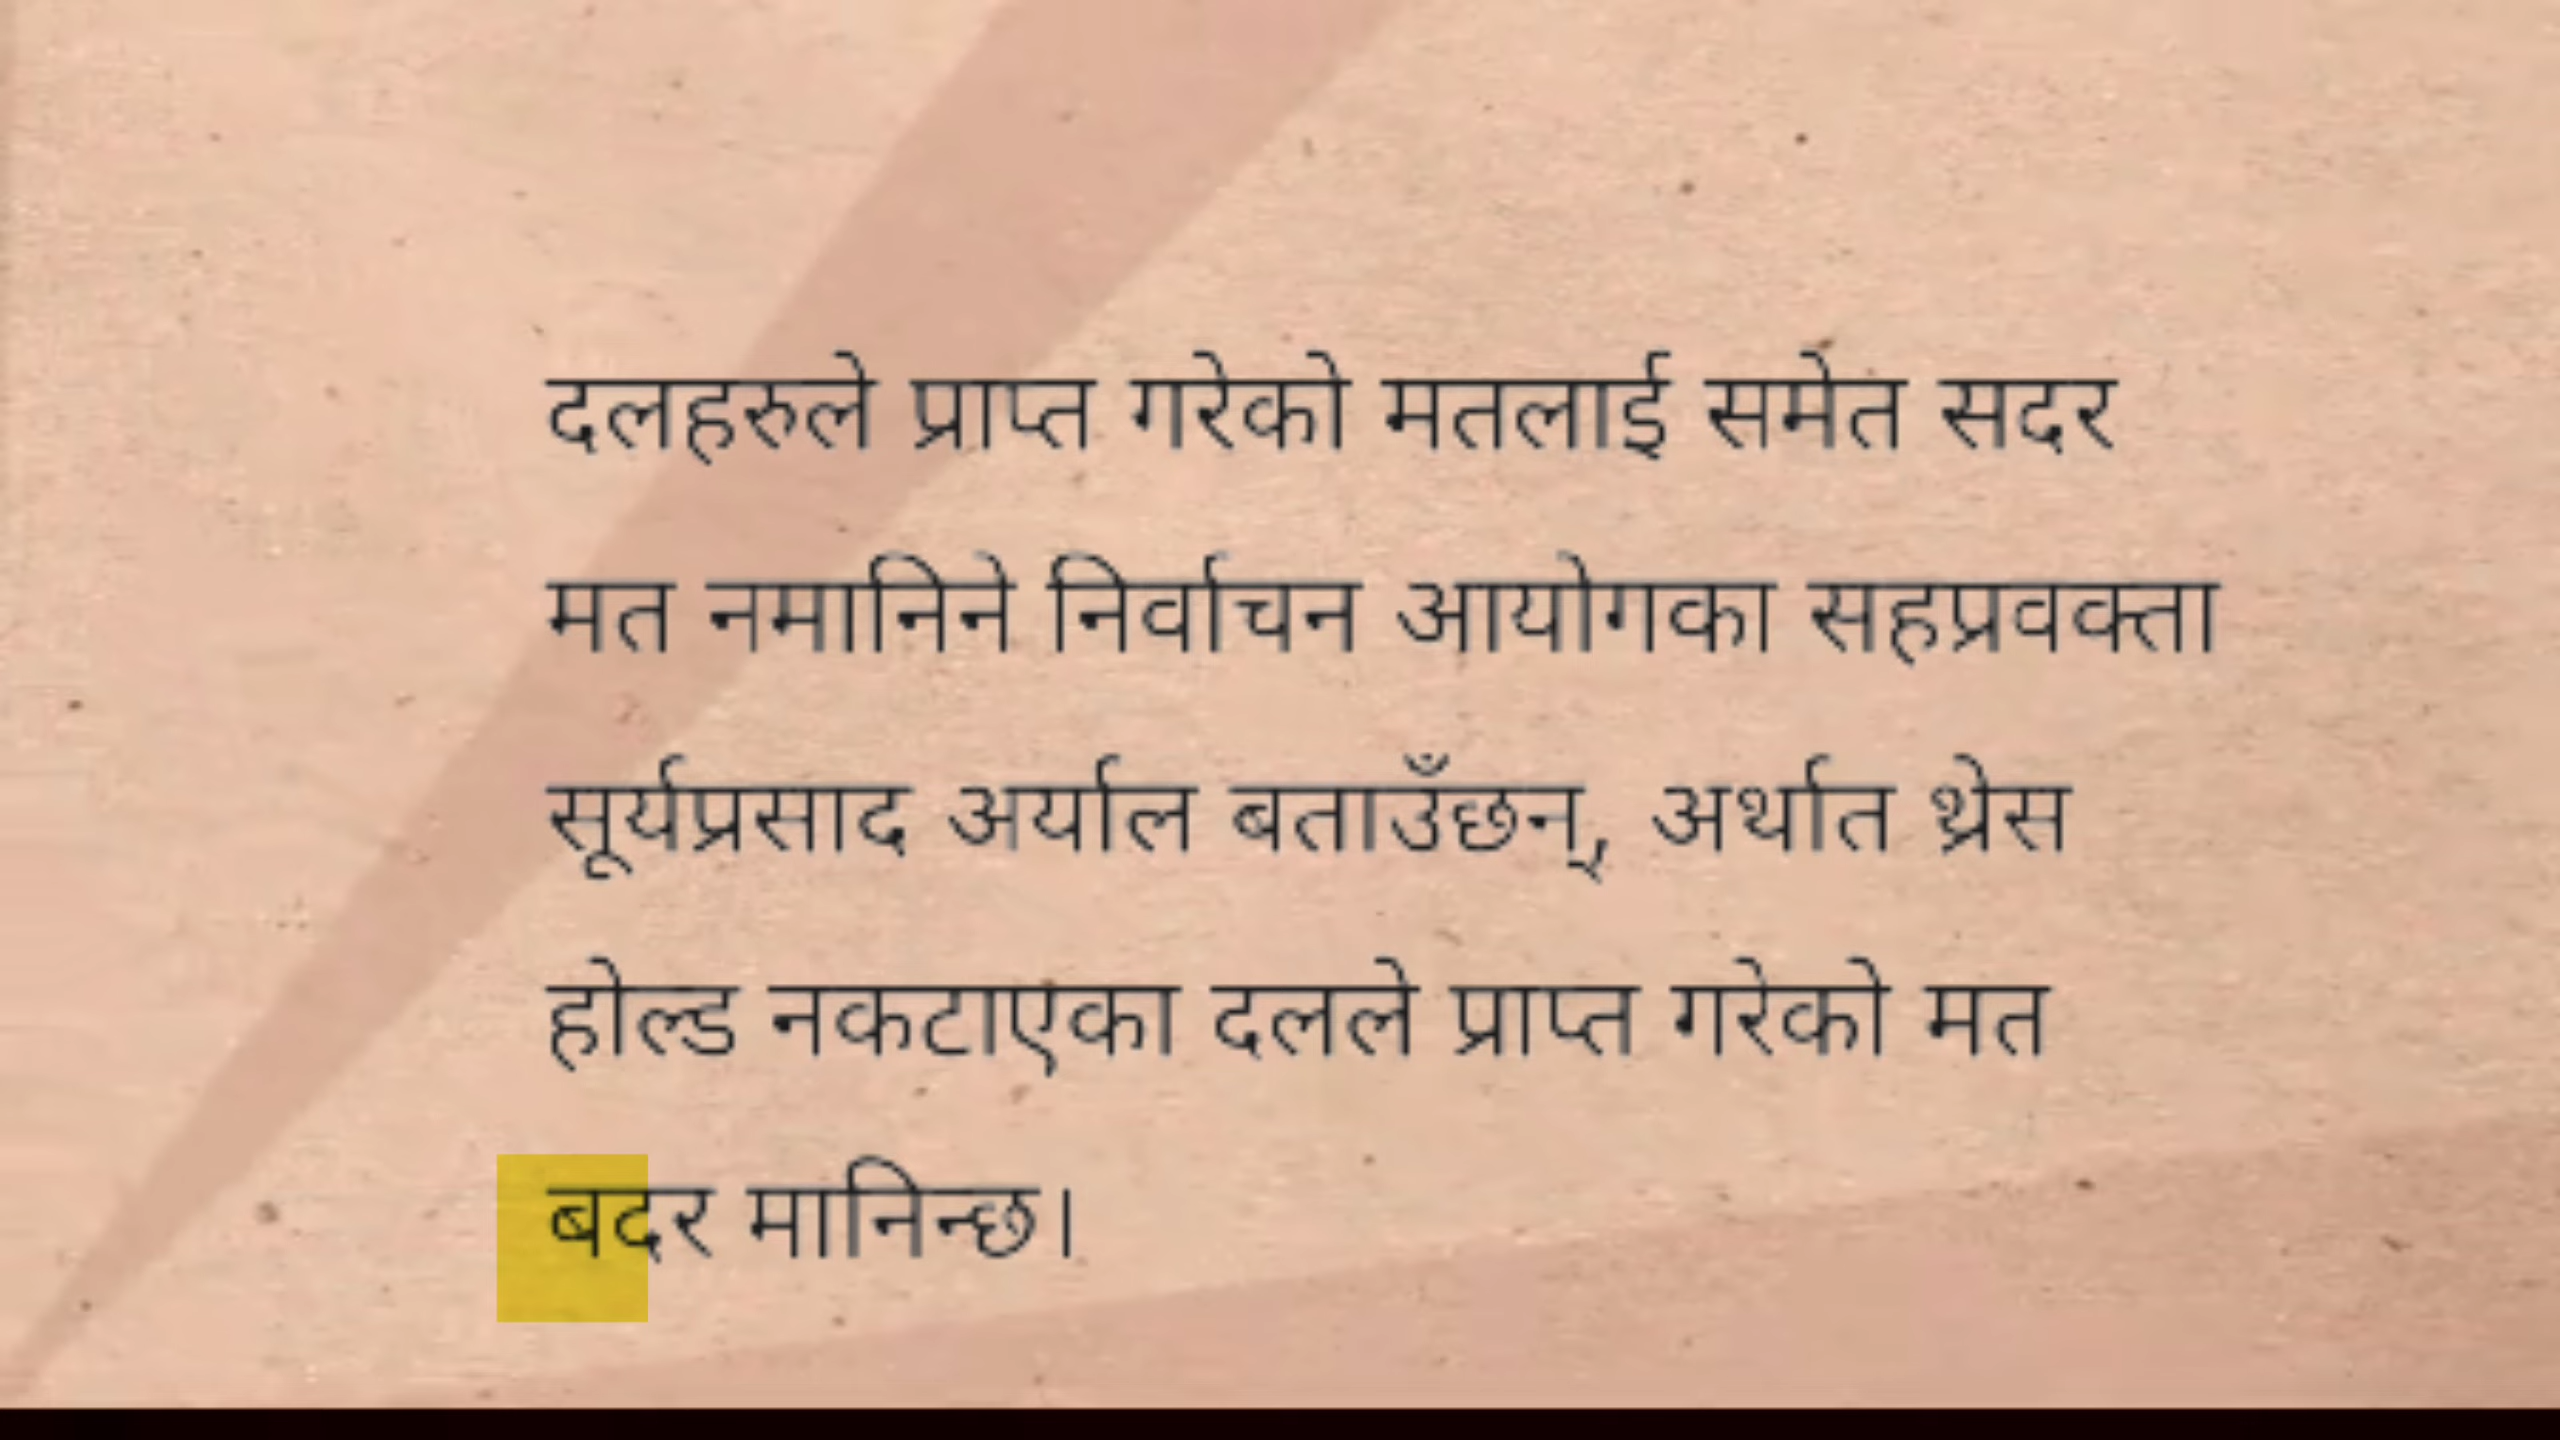 दलहरुले प्राप्त गरेको मतलाई समेत सदर
मत नमानिने निर्वाचन आयोगका सहप्रवक्ता
सूर्यप्रसाद अर्याल बताउँछन्, अर्थात थ्रेस
होल्ड नकटाएका दलले प्राप्त गरेको मत
बदर मानिन्छ।